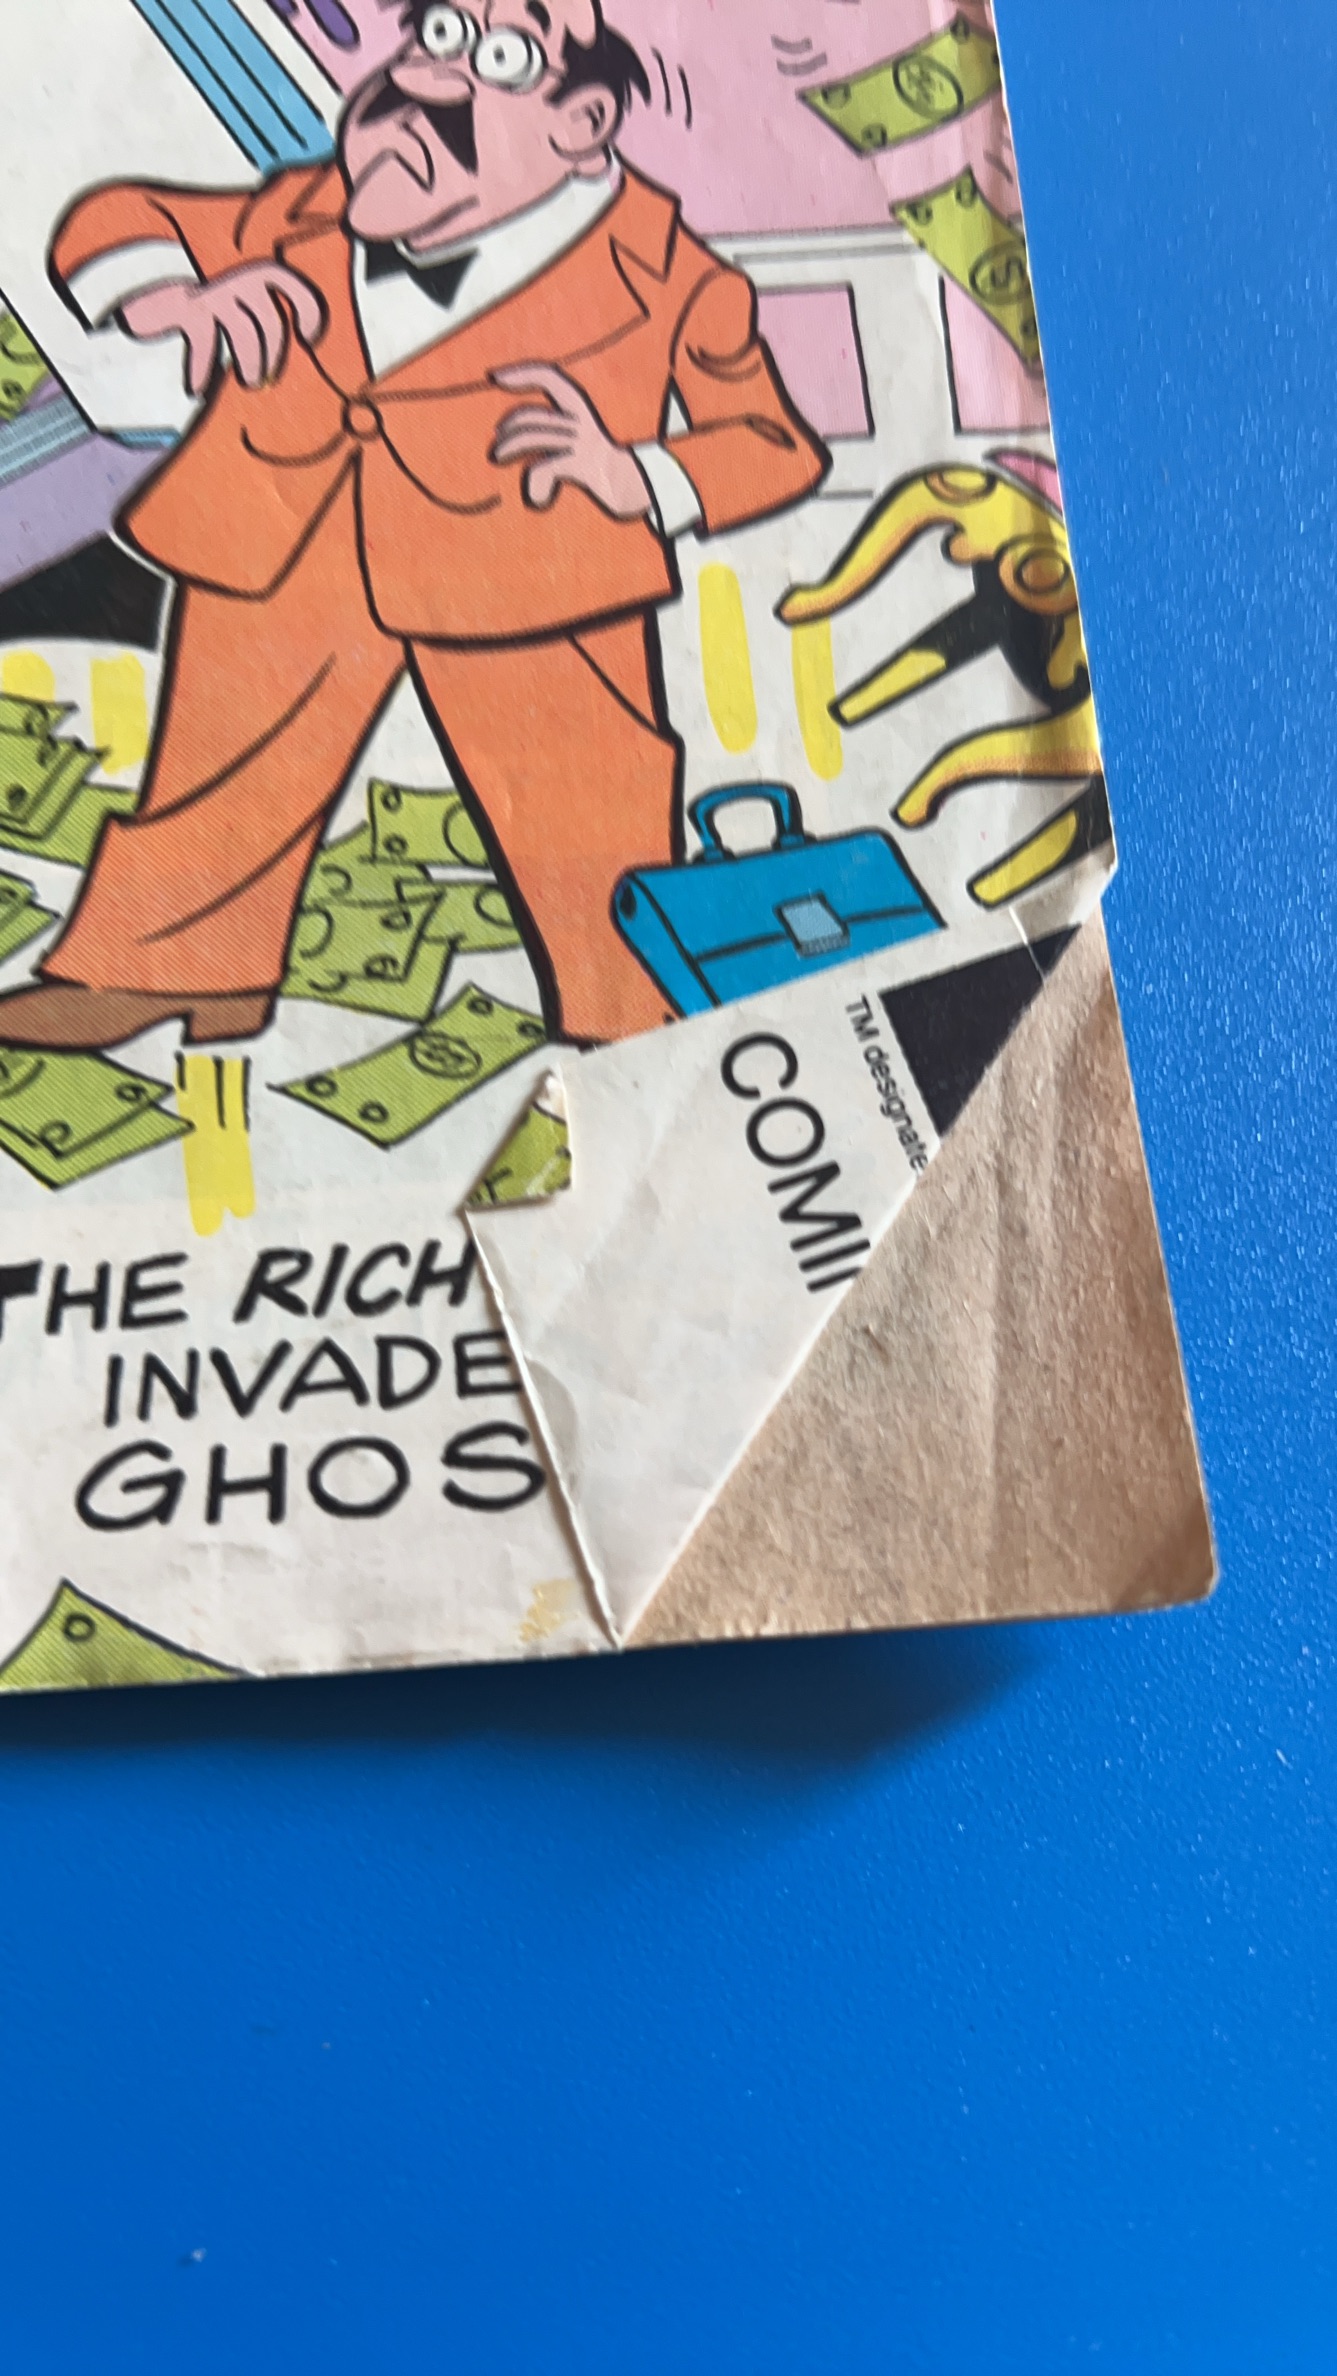 THE RICH
INVADE
GHOS
COMI
TM designate